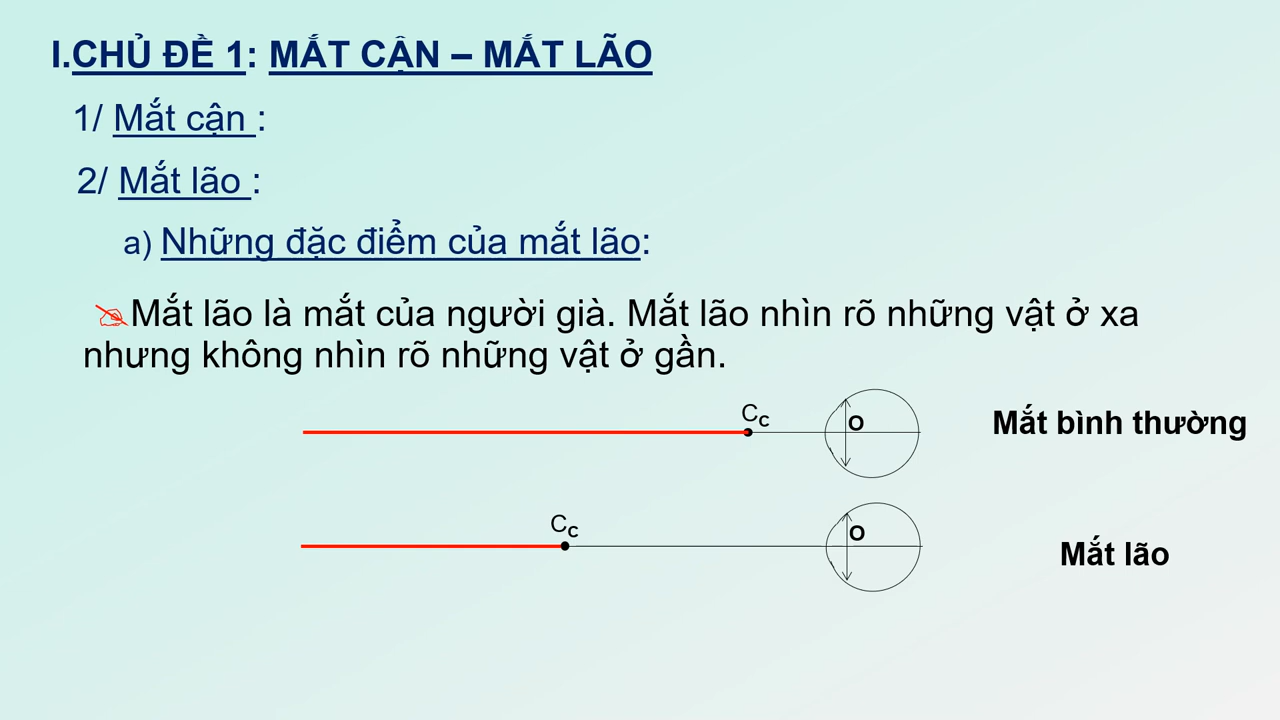 I.CHỦ ĐỀ 1: MẮT CẬN – MẮT LÃO
1/ Mắt cận :
2/ Mắt lão :
a) Những đặc điểm của mắt lão:
Mắt lão là mắt của người già. Mắt lão nhìn rõ những vật ở xa
nhưng không nhìn rõ những vật ở gần.
CC
O
Mắt bình thường
CC
O
Mắt lão